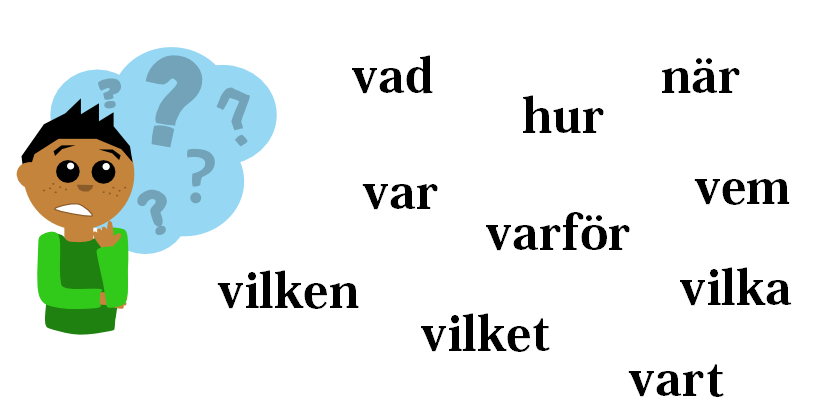 vad
när
hur
var
vem
varför
vilken
vilka
vilket
vart